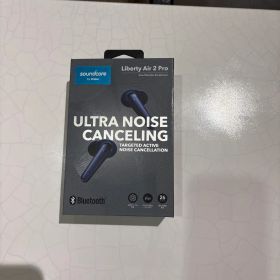 soundcore
Liberty Air 2 Pro
ULTRA NOISE
CANCELING
TARGETED ACTIVE
NOISE CANCELLATION
Bluetooth